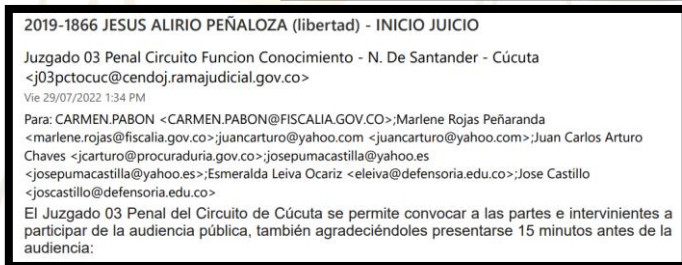 2019-1866 JESUS ALIRIO PEÑALOZA (libertad) - INICIO JUICIO
Juzgado 03 Penal Circuito Funcion Conocimiento - N. De Santander - Cúcuta
<j03pctocuc@cendoj.ramajudicial.gov.co>
Vie 29/07/2022 1:34 PM
Para: CARMEN.PABON <CARMEN.PABON@FISCALIA.GOV.CO>;Marlene Rojas Peñaranda
<marlene.rojas@fiscalia.gov.co>;juancarturo@yahoo.com <juancarturo@yahoo.com>;Juan Carlos Arturo
Chaves <jcarturo@procuraduria.gov.co>;josepumacastilla@yahoo.es
<josepumacastilla@yahoo.es>;Esmeralda Leiva Ocariz <eleiva@defensoria.edu.co>;Jose Castillo
<joscastillo@defensoria.edu.co>
El Juzgado 03 Penal del Circuito de Cúcuta se permite convocar a las partes e intervinientes a
participar de la audiencia pública, también agradeciéndoles presentarse 15 minutos antes de la
audiencia: